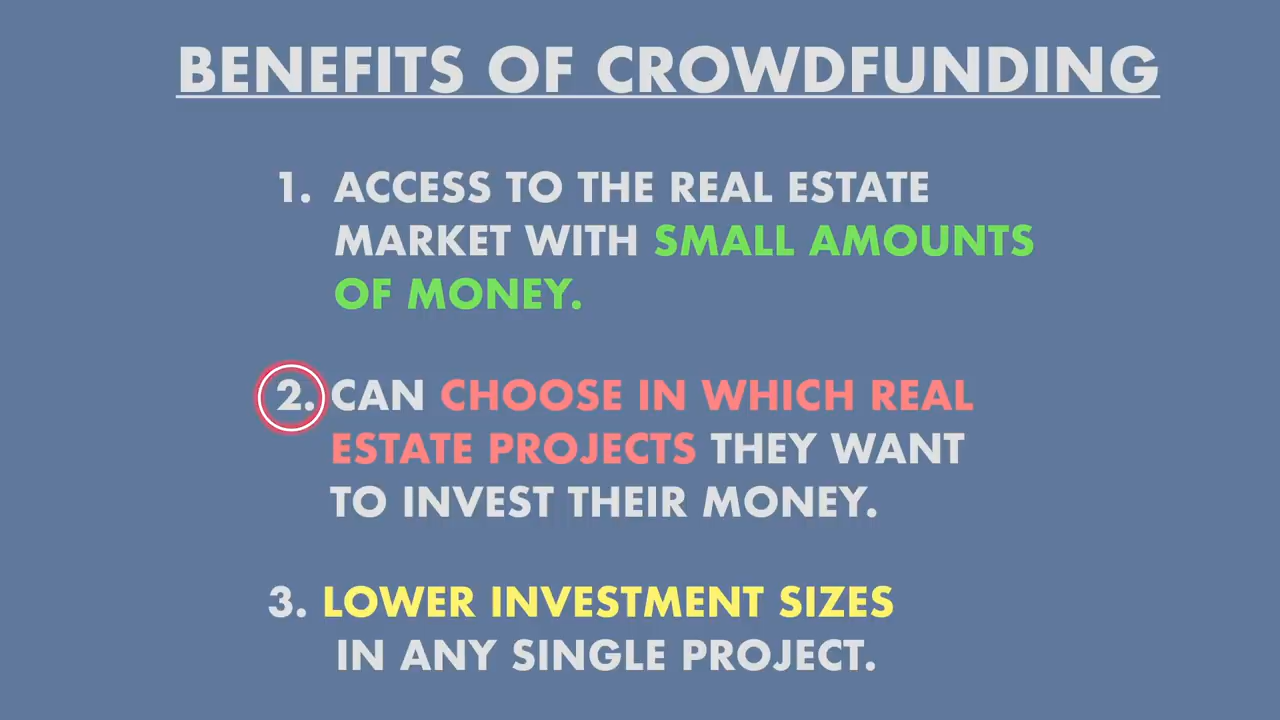 BENEFITS OF CROWDFUNDING
1. ACCESS TO THE REAL ESTATE
MARKET WITH SMALL AMOUNTS
OF MONEY.
2. CAN CHOOSE IN WHICH REAL
ESTATE PROJECTS THEY WANT
TO INVEST THEIR MONEY.
3. LOWER INVESTMENT SIZES
IN ANY SINGLE PROJECT.